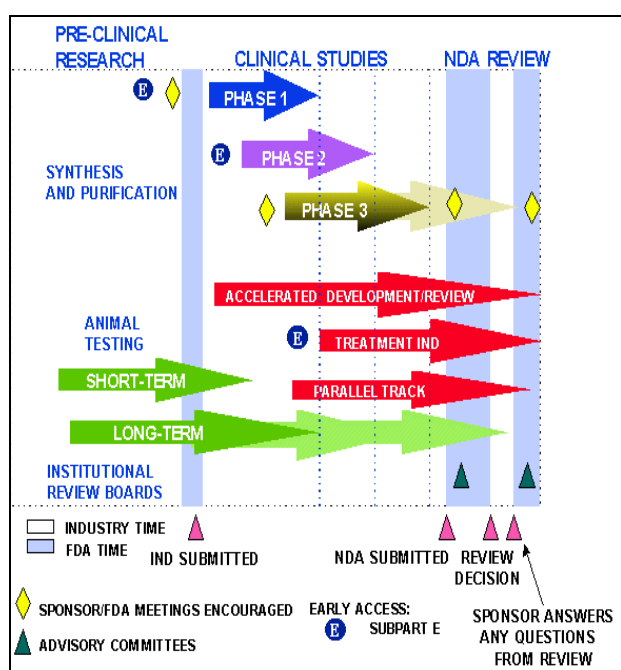 PRE-CLINICAL
RESEARCH
CLINICAL STUDIES
NDA REVIEW
E
PHASE 1
E
PHASE 2
SYNTHESIS
AND PURIFICATION
PHASE 3
ACCELERATED DEVELOPMENT/REVIEW
ANIMAL
TESTING
E
TREATMENT IND
SHORT-TERM
PARALLEL TRACK
LONG-TERM
INSTITUTIONAL
REVIEW BOARDS
INDUSTRY TIME
FDA TIME
IND SUBMITTED
NDA SUBMITTED
REVIEW
DECISION
SPONSOR/FDA MEETINGS ENCOURAGED
ADVISORY COMMITTEES
EARLY ACCESS:
E SUBPART E
SPONSOR ANSWERS
ANY QUESTIONS
FROM REVIEW